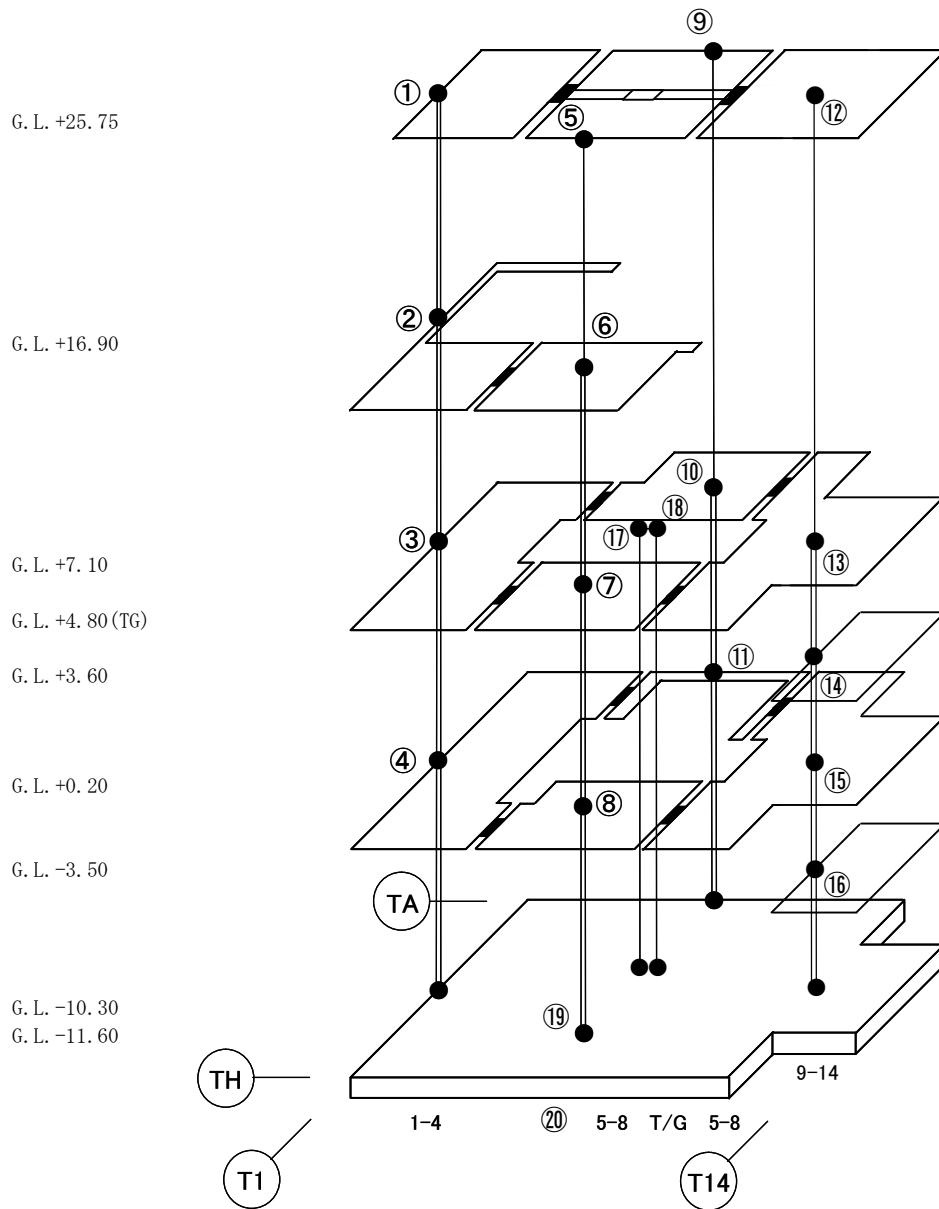 ⑨
①
⑫
G.L.+25.75
⑤
②
⑥
G.L.+16.90
⑩
⑱
⑰
③
⑬
G.L.+7.10
⑦
G.L.+4.80(TG)
⑪
G.L.+3.60
⑭
④
⑮
G.L.+0.20
⑧
G.L.-3.50
⑯
TA
G.L.-10.30
⑲
G.L.-11.60
TH
9-14
1-4 ⑳ 5-8 T/G 5-8
T1
T14